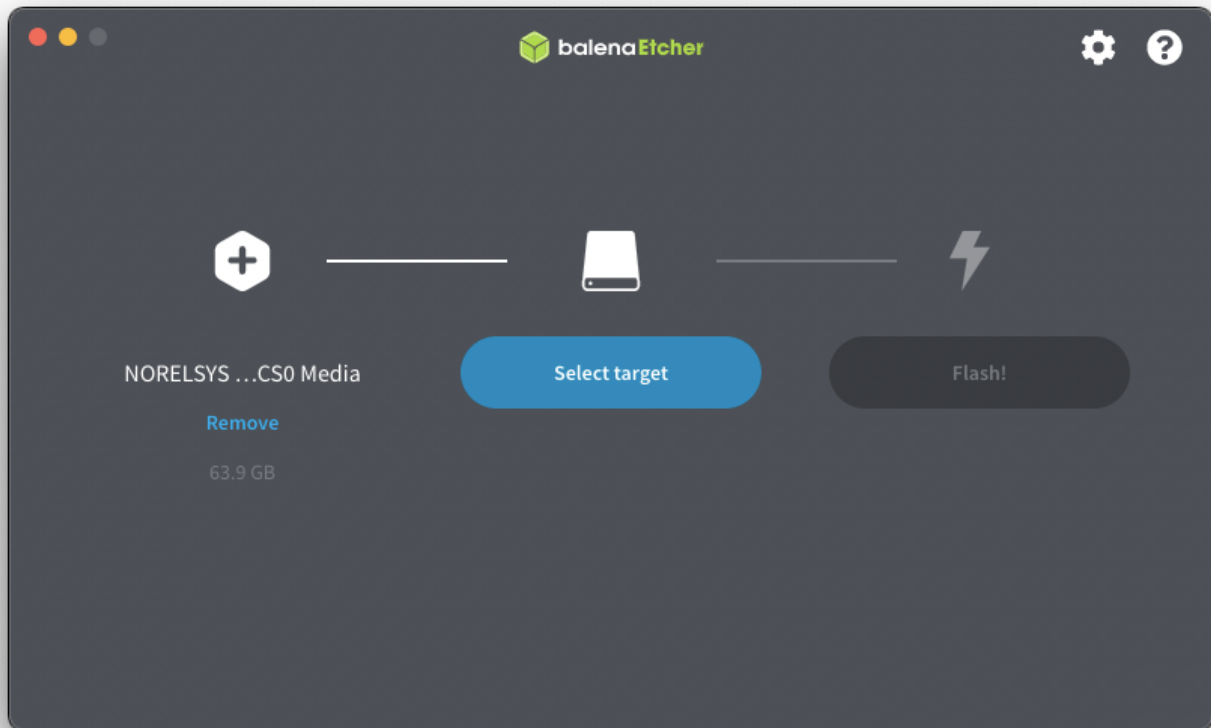 balenaEtcher
NORELSYS ...CS0 Media
Remove
63.9 GB
Select target
Flash!